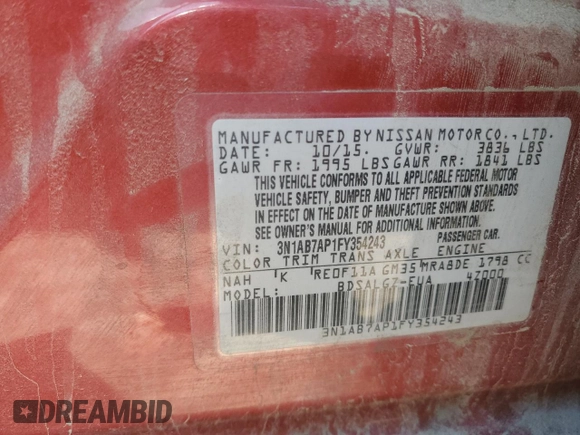 MANUFACTURED BY NISSAN MOTOR CO., LTD.
DATE: 10/15. GVWR: 3836 LBS
GAWR FR: 1995 LBS GAWR RR: 1841 LBS
THIS VEHICLE CONFORMS TO ALL APPLICABLE FEDERAL MOTOR
VEHICLE SAFETY, BUMPER AND THEFT PREVENTION STANDARDS
IN EFFECT ON THE DATE OF MANUFACTURE SHOWN ABOVE.
SEE OWNER'S MANUAL FOR ADDITIONAL INFORMATION.
VIN: 3N1AB7AP1FY354243 PASSENGER CAR.
COLOR TRIM TRANS AXLE ENGINE
NAH K RE0F11A GM35 MRA8DE 1798 CC
MODEL: BDSALG7-EUA 47000
3N1AB7AP1FY354243
DREAMBID